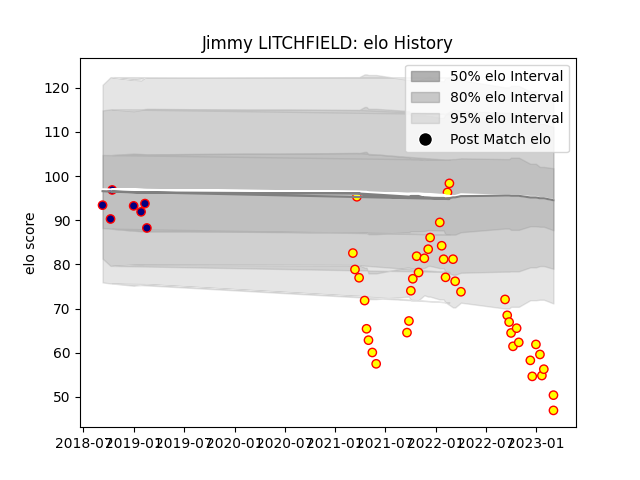 Jimmy LITCHFIELD: elo History
50% elo Interval
80% elo Interval
95% elo Interval
Post Match elo
elo score
120
110
100
90
80
70
60
50
2018-07 2019-01 2019-07 2020-01 2020-07 2021-01 2021-07 2022-01 2022-07 2023-01